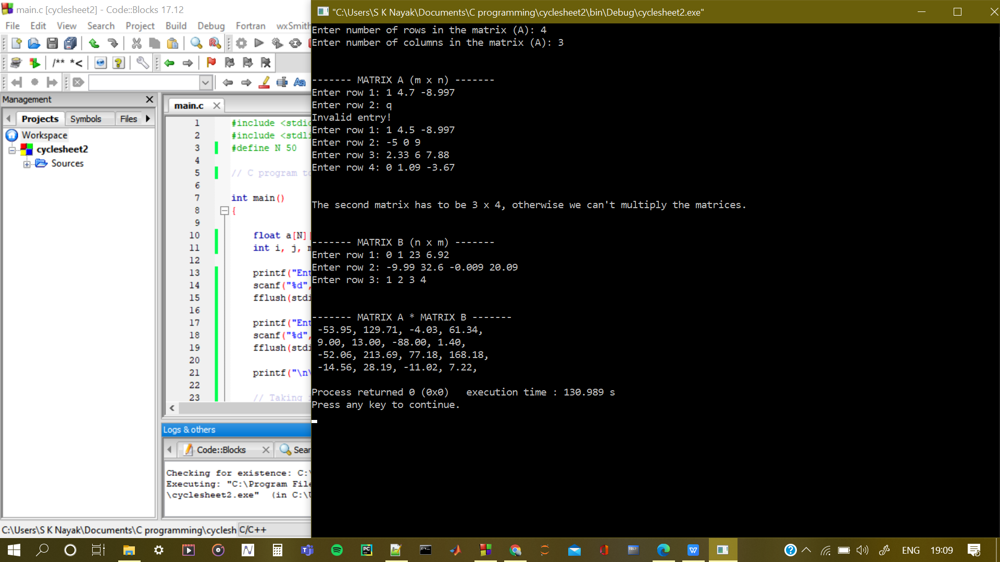 main.c [cyclesheet2] - Code::Blocks 17.12
File Edit View Search Project Build Debug Fortran wxSmith
/** *<
Management
Projects Symbols Files
Workspace
cyclesheet2
Sources
main.c
1 #include <stdio
2 #include <stdli
3 #define N 50
4
5 // C program to
6
7 int main()
8 {
9
10 float a[N][
11 int i, j, m
12
13 printf("Ent
14 scanf("%d",
15 fflush(stdi
16
17 printf("Ent
18 scanf("%d",
19 fflush(stdi
20
21 printf("\n\
22
23 // Taking i
Logs & others
Code::Blocks Sear
Checking for existence: C:\
Executing: "C:\Program File
\cyclesheet2.exe" (in C:\U
C:\Users\S K Nayak\Documents\C programming\cyclesh C/C++
"C:\Users\S K Nayak\Documents\C programming\cyclesheet2\bin\Debug\cyclesheet2.exe"
Enter number of rows in the matrix (A): 4
Enter number of columns in the matrix (A): 3
------- MATRIX A (m x n) -------
Enter row 1: 1 4.7 -8.997
Enter row 2: q
Invalid entry!
Enter row 1: 1 4.5 -8.997
Enter row 2: -5 0 9
Enter row 3: 2.33 6 7.88
Enter row 4: 0 1.09 -3.67
The second matrix has to be 3 x 4, otherwise we can't multiply the matrices.
------- MATRIX B (n x m) -------
Enter row 1: 0 1 23 6.92
Enter row 2: -9.99 32.6 -0.009 20.09
Enter row 3: 1 2 3 4
------- MATRIX A * MATRIX B -------
-53.95, 129.71, -4.03, 61.34,
9.00, 13.00, -88.00, 1.40,
-52.06, 213.69, 77.18, 168.18,
-14.56, 28.19, -11.02, 7.22,
Process returned 0 (0x0) execution time : 130.989 s
Press any key to continue.
ENG 19:09